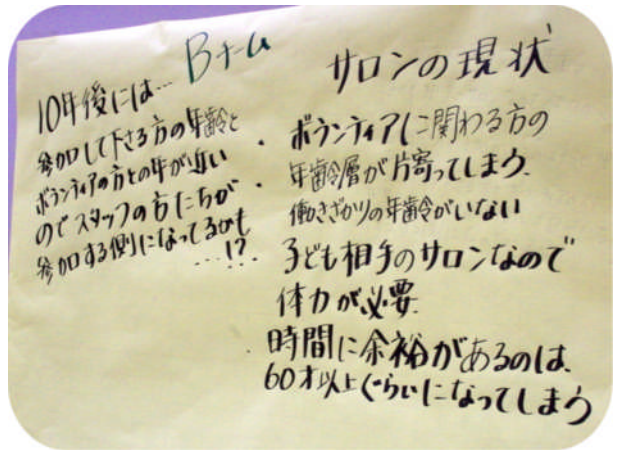 Bチーム
サロンの現状
・ボランティアに関わる方の
年齢層が片寄ってしまう.
・働きざかりの年齢がいない
子ども相手のサロンなので
体力が必要.
・時間に余裕があるのは、
60才以上ぐらいになってしまう
10年後には…
参加して下さる方の年齢と
ボランティアの方との年が近い
のでスタッフの方たちが
参加する側になってるかも
…!?